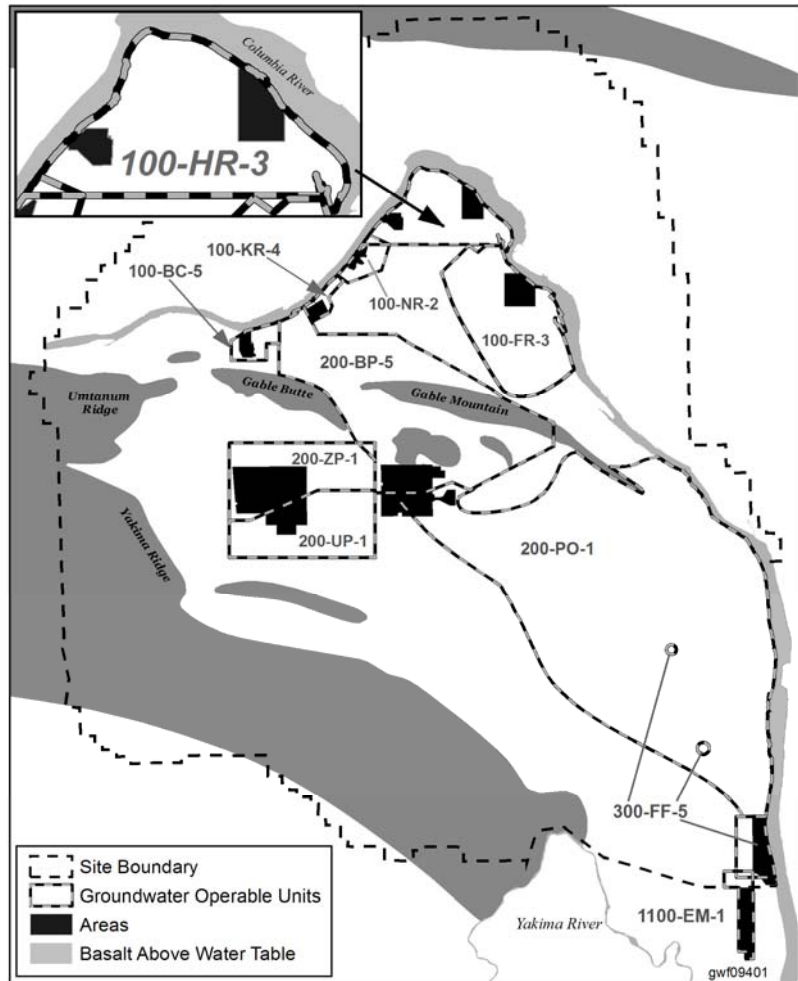 Columbia River
100-HR-3
100-KR-4
100-BC-5
100-NR-2
100-FR-3
200-BP-5
Umtanum
Ridge
Gable Butte
Gable Mountain
200-ZP-1
200-UP-1
Yakima Ridge
200-PO-1
300-FF-5
Site Boundary
Groundwater Operable Units
Areas
Basalt Above Water Table
Yakima River
1100-EM-1
gwf09401